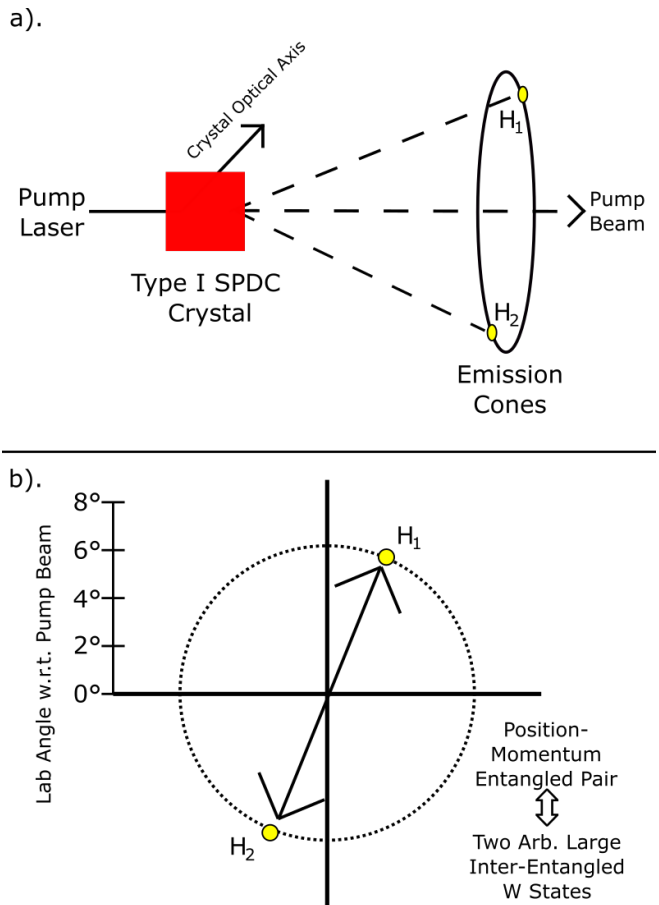 a).
Crystal Optical Axis
Pump
Laser
H1
Pump
Beam
Type I SPDC
Crystal
H2
Emission
Cones
b).
Lab Angle w.r.t. Pump Beam
8°
6°
4°
2°
0°
H1
H2
Position-
Momentum
Entangled Pair
Two Arb. Large
Inter-Entangled
W States